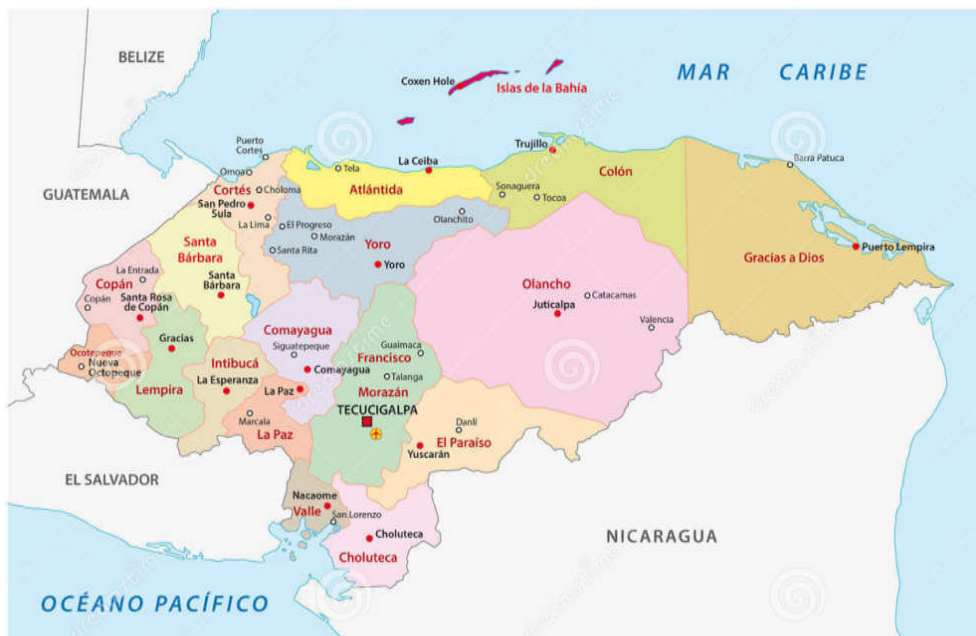 BELIZE
MAR CARIBE
Coxen Hole
Islas de la Bahía
GUATEMALA
Puerto
Cortes
Omoa
Cortés
Choloma
San Pedro
Sula
La Lima
El Progreso
Morazán
Santa Rita
Tela
La Ceiba
Atlántida
Trujillo
Colón
Sonaguera
Tocoa
Barra Patuca
Olanchito
Yoro
Yoro
Puerto Lempira
Gracias a Dios
Santa
Bárbara
Santa
Bárbara
La Entrada
Copán
Copán
Santa Rosa
de Copán
Olancho
Catacamas
Juticalpa
Valencia
Comayagua
Siguatepeque
Comayagua
Gracias
Ocotepeque
Nueva
Octopeque
Lempira
Intibucá
La Esperanza
La Paz
Marcala
La Paz
Guaimaca
Francisco
Talanga
Morazán
TECUCIGALPA
Danlí
El Paraíso
Yuscarán
EL SALVADOR
Nacaome
Valle
San Lorenzo
Choluteca
Choluteca
NICARAGUA
OCÉANO PACÍFICO